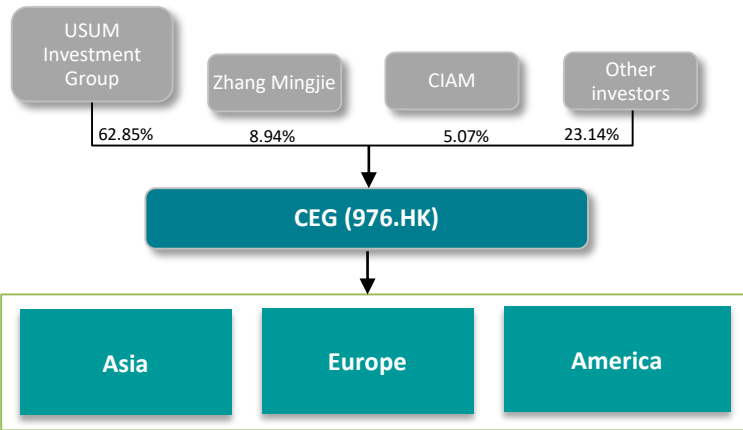 USUM
Investment
Group
Zhang Mingjie
CIAM
Other
investors
62.85%
8.94%
5.07%
23.14%
CEG (976.HK)
Asia
Europe
America